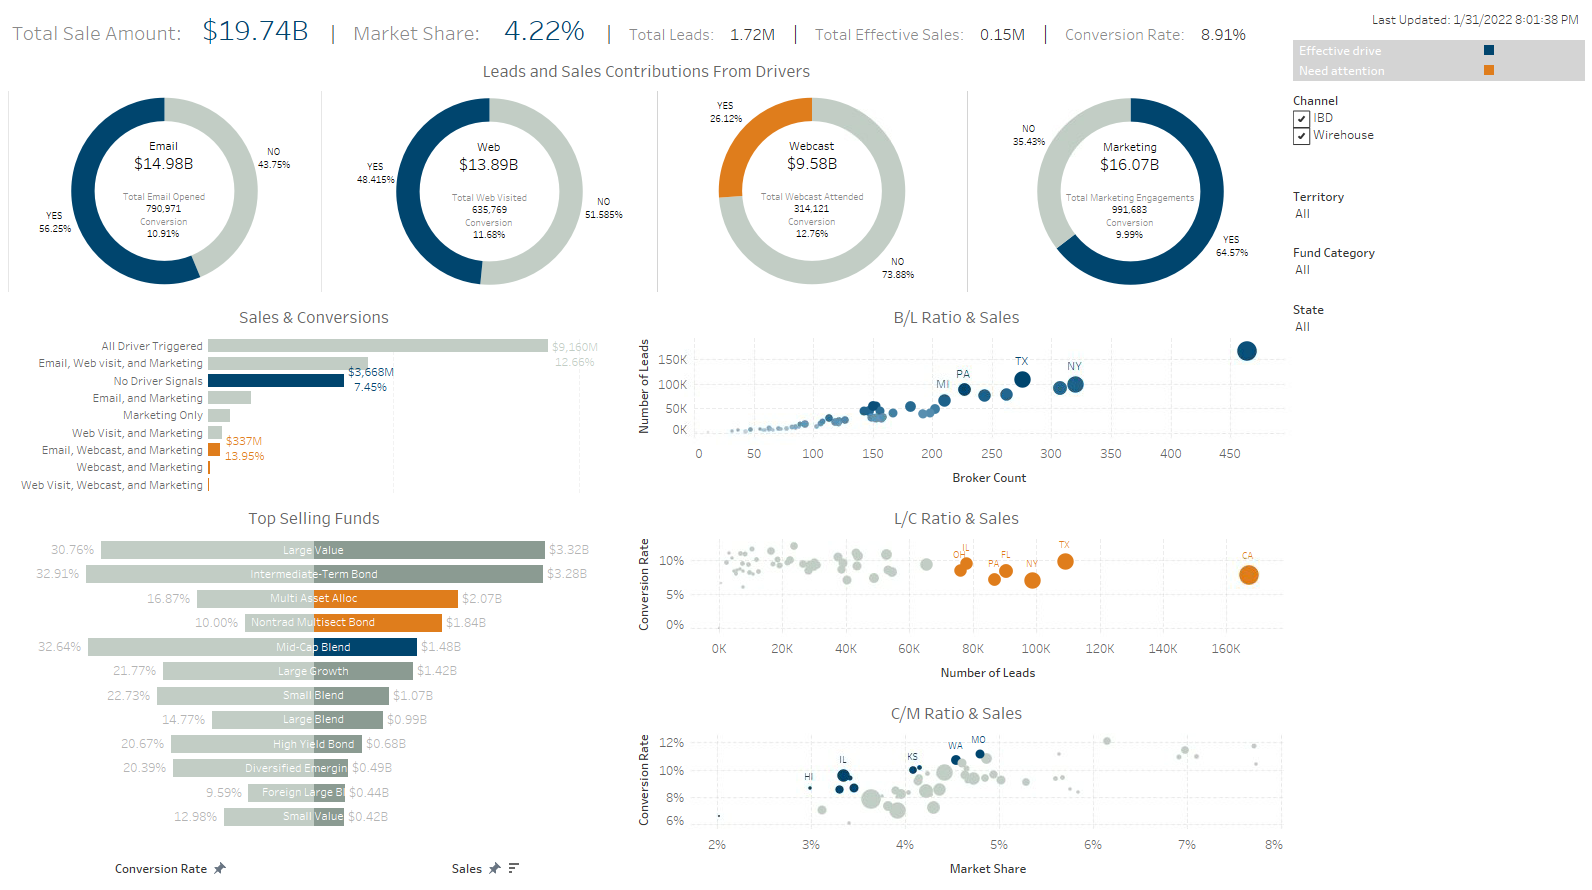 Last Updated: 1/31/2022 8:01:38 PM
Total Sale Amount: $19.74B | Market Share: 4.22% | Total Leads: 1.72M | Total Effective Sales: 0.15M | Conversion Rate: 8.91%
Effective drive
Need attention
Leads and Sales Contributions From Drivers
Channel
IBD
Wirehouse
Territory
All
Fund Category
All
State
All
Email
$14.98B
Total Email Opened
790,971
Conversion
10.91%
NO
43.75%
YES
56.25%
Web
$13.89B
Total Web Visited
635,769
Conversion
11.68%
YES
48.415%
NO
51.585%
Webcast
$9.58B
Total Webcast Attended
314,121
Conversion
12.76%
YES
26.12%
NO
73.88%
Marketing
$16.07B
Total Marketing Engagements
991,683
Conversion
9.99%
NO
35.43%
YES
64.57%
Sales & Conversions
All Driver Triggered
$9,160M
12.66%
Email, Web visit, and Marketing
No Driver Signals
$3,668M
7.45%
Email, and Marketing
Marketing Only
Web Visit, and Marketing
Email, Webcast, and Marketing
$337M
13.95%
Webcast, and Marketing
Web Visit, Webcast, and Marketing
B/L Ratio & Sales
Number of Leads
150K
100K
50K
0K
MI
PA
TX
NY
0 50 100 150 200 250 300 350 400 450
Broker Count
Top Selling Funds
30.76% Large Value $3.32B
32.91% Intermediate-Term Bond $3.28B
16.87% Multi Asset Alloc $2.07B
10.00% Nontrad Multisect Bond $1.84B
32.64% Mid-Cap Blend $1.48B
21.77% Large Growth $1.42B
22.73% Small Blend $1.07B
14.77% Large Blend $0.99B
20.67% High Yield Bond $0.68B
20.39% Diversified Emergin $0.49B
9.59% Foreign Large Bl $0.44B
12.98% Small Value $0.42B
Conversion Rate
Sales
L/C Ratio & Sales
Conversion Rate
10%
5%
0%
OH
IL
PA
FL
NY
TX
CA
0K 20K 40K 60K 80K 100K 120K 140K 160K
Number of Leads
C/M Ratio & Sales
Conversion Rate
12%
10%
8%
6%
HI
IL
KS
WA
MO
2% 3% 4% 5% 6% 7% 8%
Market Share